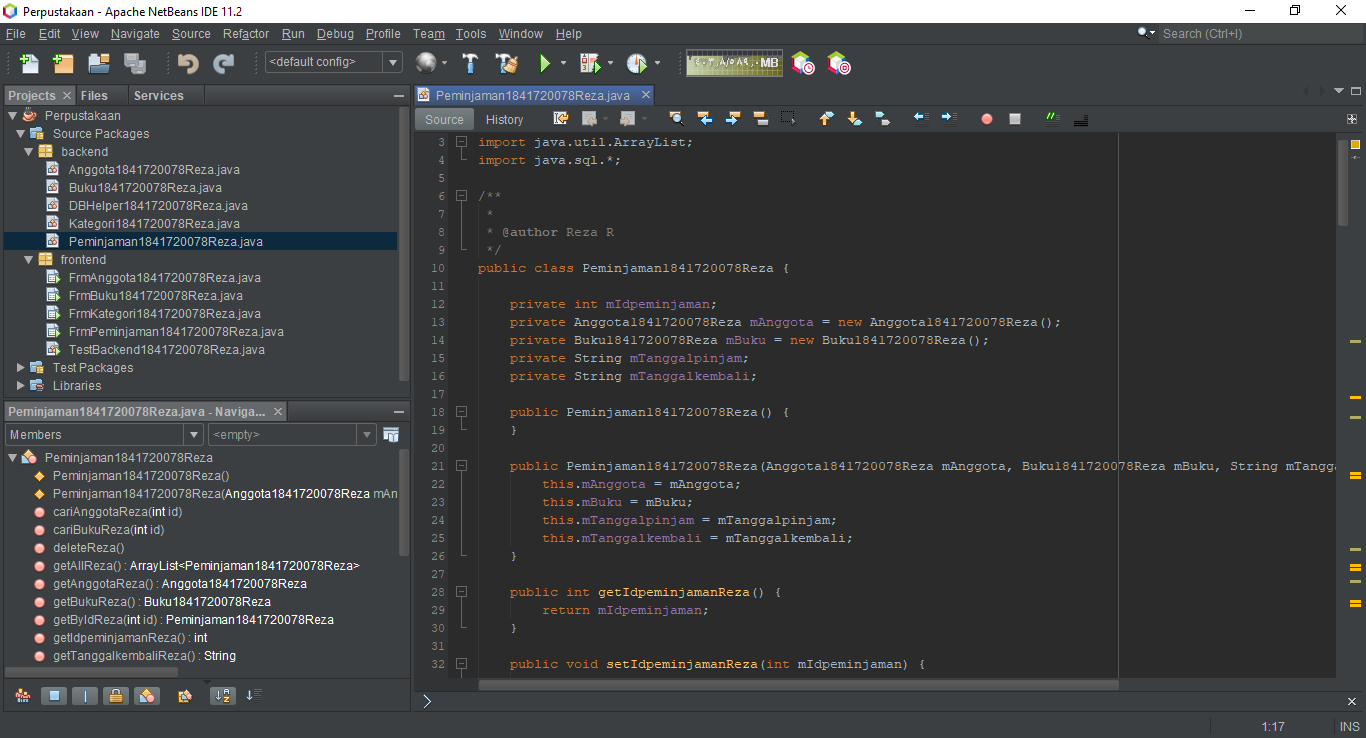 Perpustakaan - Apache NetBeans IDE 11.2
File Edit View Navigate Source Refactor Run Debug Profile Team Tools Window Help
Search (Ctrl+I)
<default config>
Projects Files Services
Perpustakaan
Source Packages
backend
Anggota1841720078Reza.java
Buku1841720078Reza.java
DBHelper1841720078Reza.java
Kategori1841720078Reza.java
Peminjaman1841720078Reza.java
frontend
FrmAnggota1841720078Reza.java
FrmBuku1841720078Reza.java
FrmKategori1841720078Reza.java
FrmPeminjaman1841720078Reza.java
TestBackend1841720078Reza.java
Test Packages
Libraries
Peminjaman1841720078Reza.java - Naviga...
Members <empty>
Peminjaman1841720078Reza
Peminjaman1841720078Reza()
Peminjaman1841720078Reza(Anggota1841720078Reza mAn
cariAnggotaReza(int id)
cariBukuReza(int id)
deleteReza()
getAllReza() : ArrayList<Peminjaman1841720078Reza>
getAnggotaReza() : Anggota1841720078Reza
getBukuReza() : Buku1841720078Reza
getByIdReza(int id) : Peminjaman1841720078Reza
getIdpeminjamanReza() : int
getTanggalkembaliReza() : String
Peminjaman1841720078Reza.java
Source History
3 import java.util.ArrayList;
4 import java.sql.*;
5
6 /**
7 *
8 * @author Reza R
9 */
10 public class Peminjaman1841720078Reza {
11
12 private int mIdpeminjaman;
13 private Anggota1841720078Reza mAnggota = new Anggota1841720078Reza();
14 private Buku1841720078Reza mBuku = new Buku1841720078Reza();
15 private String mTanggalpinjam;
16 private String mTanggalkembali;
17
18 public Peminjaman1841720078Reza() {
19 }
20
21 public Peminjaman1841720078Reza(Anggota1841720078Reza mAnggota, Buku1841720078Reza mBuku, String mTangg
22 this.mAnggota = mAnggota;
23 this.mBuku = mBuku;
24 this.mTanggalpinjam = mTanggalpinjam;
25 this.mTanggalkembali = mTanggalkembali;
26 }
27
28 public int getIdpeminjamanReza() {
29 return mIdpeminjaman;
30 }
31
32 public void setIdpeminjamanReza(int mIdpeminjaman) {
1:17 INS